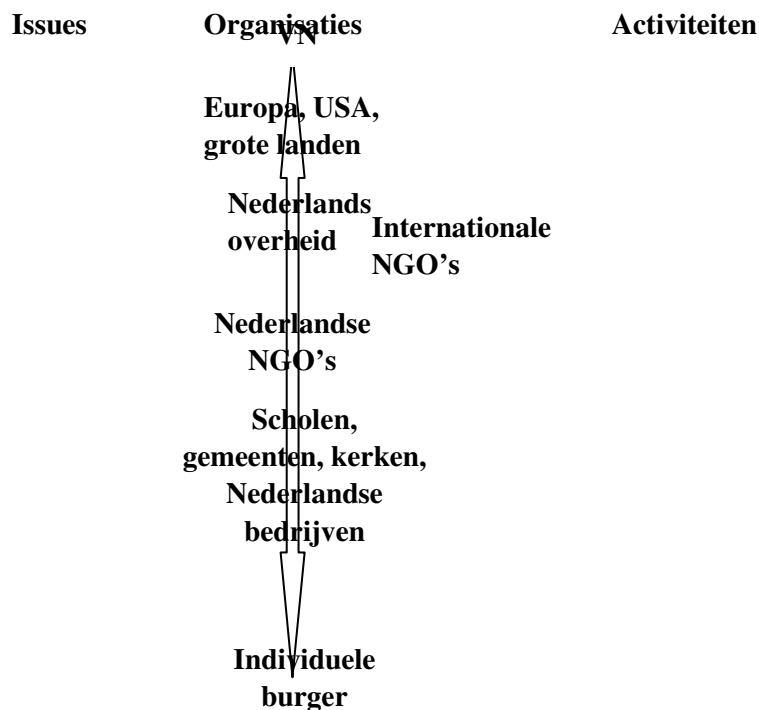 Issues Organisaties Activiteiten
VN
Europa, USA,
grote landen
Nederlands
overheid
Internationale
NGO's
Nederlandse
NGO's
Scholen,
gemeenten, kerken,
Nederlandse
bedrijven
Individuele
burger